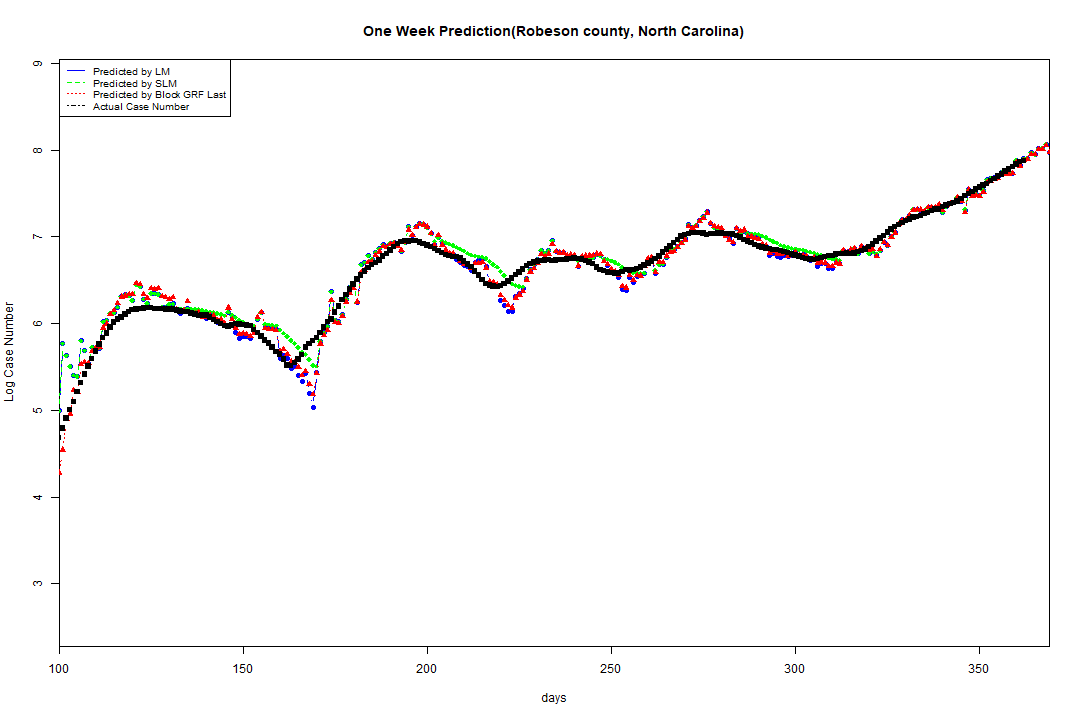 One Week Prediction(Robeson county, North Carolina)
Predicted by LM
Predicted by SLM
Predicted by Block GRF Last
Actual Case Number
9
8
7
6
5
4
3
Log Case Number
100 150 200 250 300 350
days